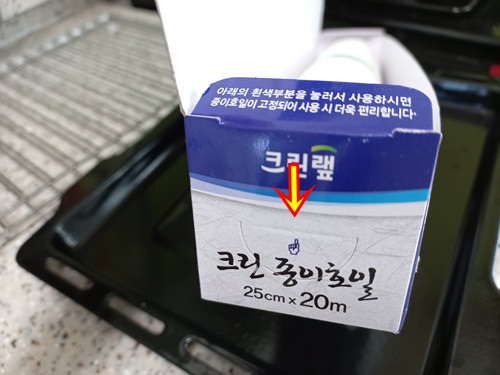 아래의 흰색부분을 눌러서 사용하시면
종이호일이 고정되어 사용 시 더욱 편리합니다.
크린랲
크린 종이호일
25cm x 20m